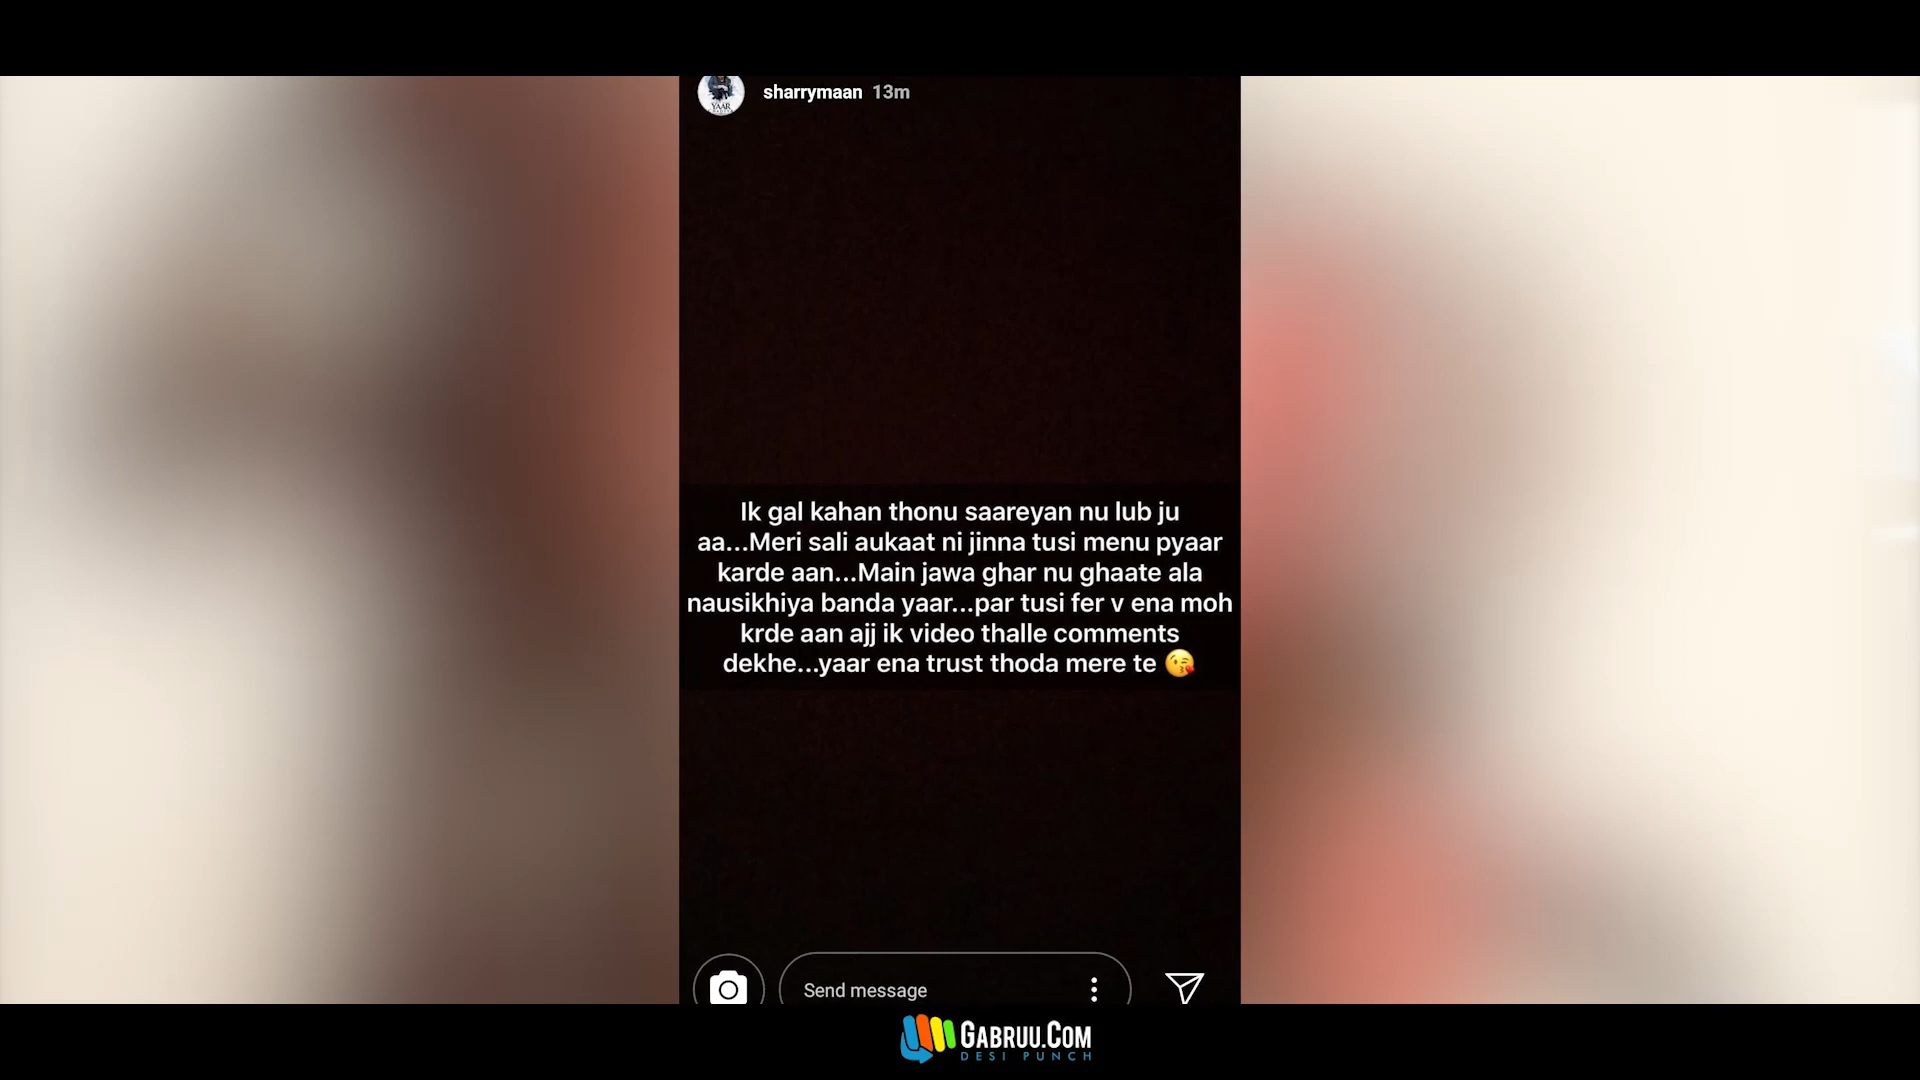 sharrymaan 13m
YAAR
Ik gal kahan thonu saareyan nu lub ju
aa...Meri sali aukaat ni jinna tusi menu pyaar
karde aan...Main jawa ghar nu ghaate ala
nausikhiya banda yaar...par tusi fer v ena moh
krde aan ajj ik video thalle comments
dekhe...yaar ena trust thoda mere te 😘
Send message
GABRUU.COM
DESI PUNCH